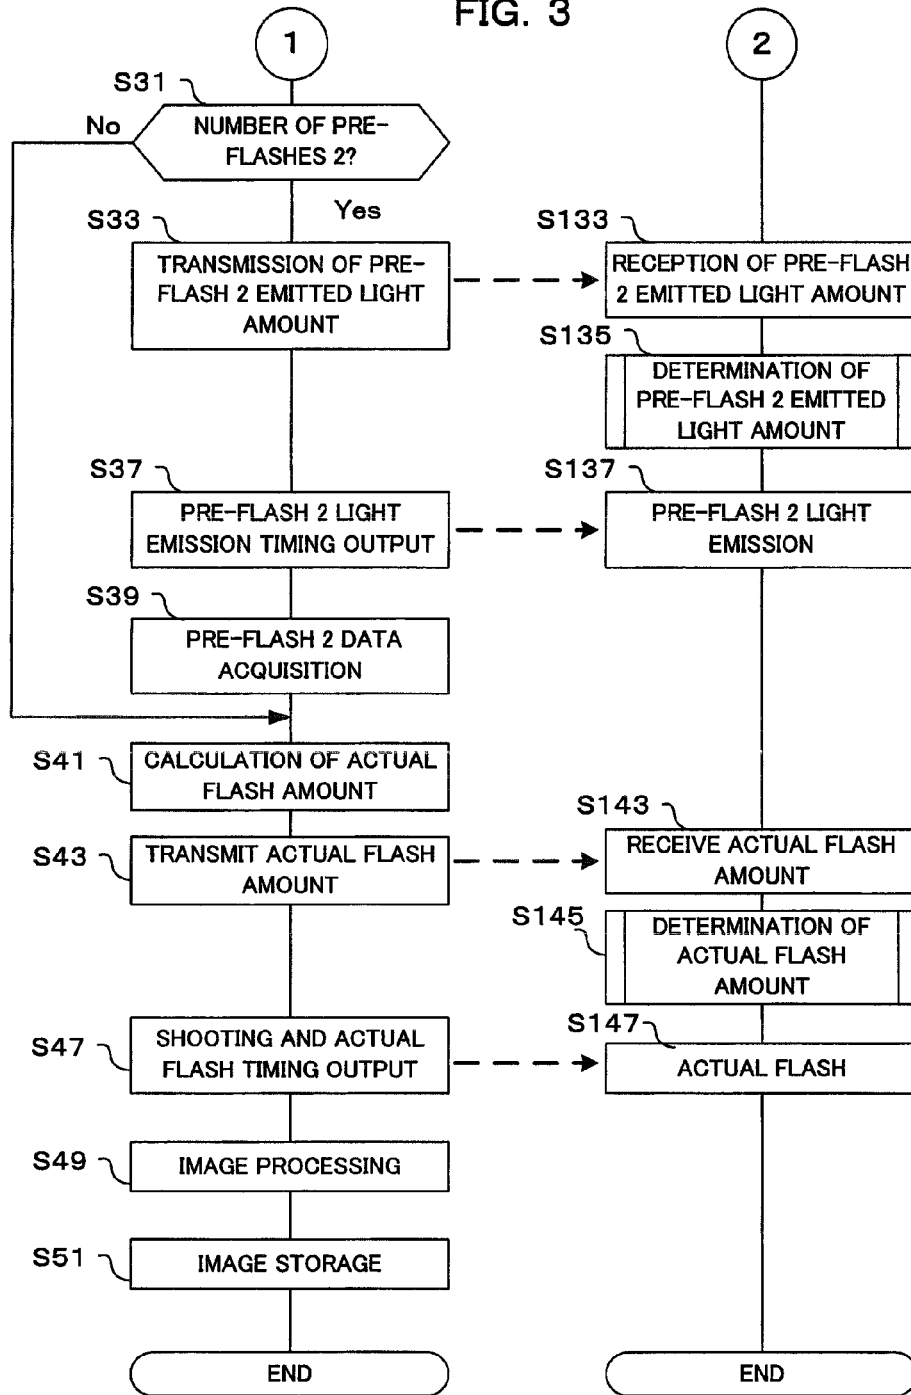 FIG. 3
1
2
S31
NUMBER OF PRE-
FLASHES 2?
No
Yes
S33
TRANSMISSION OF PRE-
FLASH 2 EMITTED LIGHT
AMOUNT
S133
RECEPTION OF PRE-FLASH
2 EMITTED LIGHT AMOUNT
S135
DETERMINATION OF
PRE-FLASH 2 EMITTED
LIGHT AMOUNT
S37
PRE-FLASH 2 LIGHT
EMISSION TIMING OUTPUT
S137
PRE-FLASH 2 LIGHT
EMISSION
S39
PRE-FLASH 2 DATA
ACQUISITION
S41
CALCULATION OF ACTUAL
FLASH AMOUNT
S43
TRANSMIT ACTUAL FLASH
AMOUNT
S143
RECEIVE ACTUAL FLASH
AMOUNT
S145
DETERMINATION OF
ACTUAL FLASH
AMOUNT
S47
SHOOTING AND ACTUAL
FLASH TIMING OUTPUT
S147
ACTUAL FLASH
S49
IMAGE PROCESSING
S51
IMAGE STORAGE
END
END